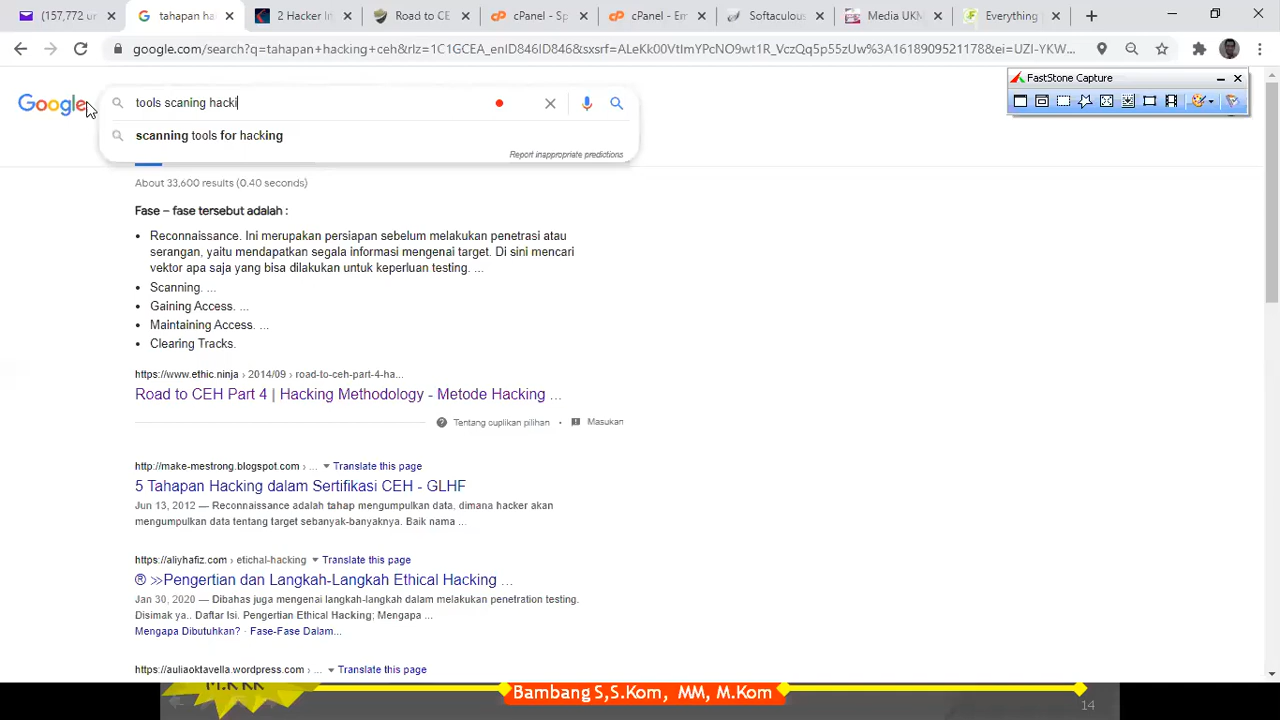 (157,772 ur
tahapan ha
2 Hacker In
Road to CE
cPanel - Sp
cPanel - Em
Softaculous
Media UKM
Everything
google.com/search?q=tahapan+hacking+ceh&rlz=1C1GCEA_enID846ID846&sxsrf=ALeKk00VtlmYPcNO9wt1R_VczQq5p55zUw%3A1618909521178&ei=UZI-YKW...
FastStone Capture
Google
tools scaning hacki
scanning tools for hacking
Report inappropriate predictions
About 33,600 results (0.40 seconds)
Fase – fase tersebut adalah :
• Reconnaissance. Ini merupakan persiapan sebelum melakukan penetrasi atau
serangan, yaitu mendapatkan segala informasi mengenai target. Di sini mencari
vektor apa saja yang bisa dilakukan untuk keperluan testing. ...
• Scanning. ...
• Gaining Access. ...
• Maintaining Access. ...
• Clearing Tracks.
https://www.ethic.ninja › 2014/09 › road-to-ceh-part-4-ha...
Road to CEH Part 4 | Hacking Methodology - Metode Hacking ...
Tentang cuplikan pilihan • Masukan
http://make-mestrong.blogspot.com › ... Translate this page
5 Tahapan Hacking dalam Sertifikasi CEH - GLHF
Jun 13, 2012 — Reconnaissance adalah tahap mengumpulkan data, dimana hacker akan
mengumpulkan data tentang target sebanyak-banyaknya. Baik nama ...
https://aliyhafiz.com › etichal-hacking Translate this page
® ≫Pengertian dan Langkah-Langkah Ethical Hacking ...
Jan 30, 2020 — Dibahas juga mengenai langkah-langkah dalam melakukan penetration testing.
Disimak ya.. Daftar Isi. Pengertian Ethical Hacking; Mengapa ...
Mengapa Dibutuhkan? · Fase-Fase Dalam...
https://auliaoktavella.wordpress.com › ... Translate this page
Bambang S,S.Kom, MM, M.Kom
14